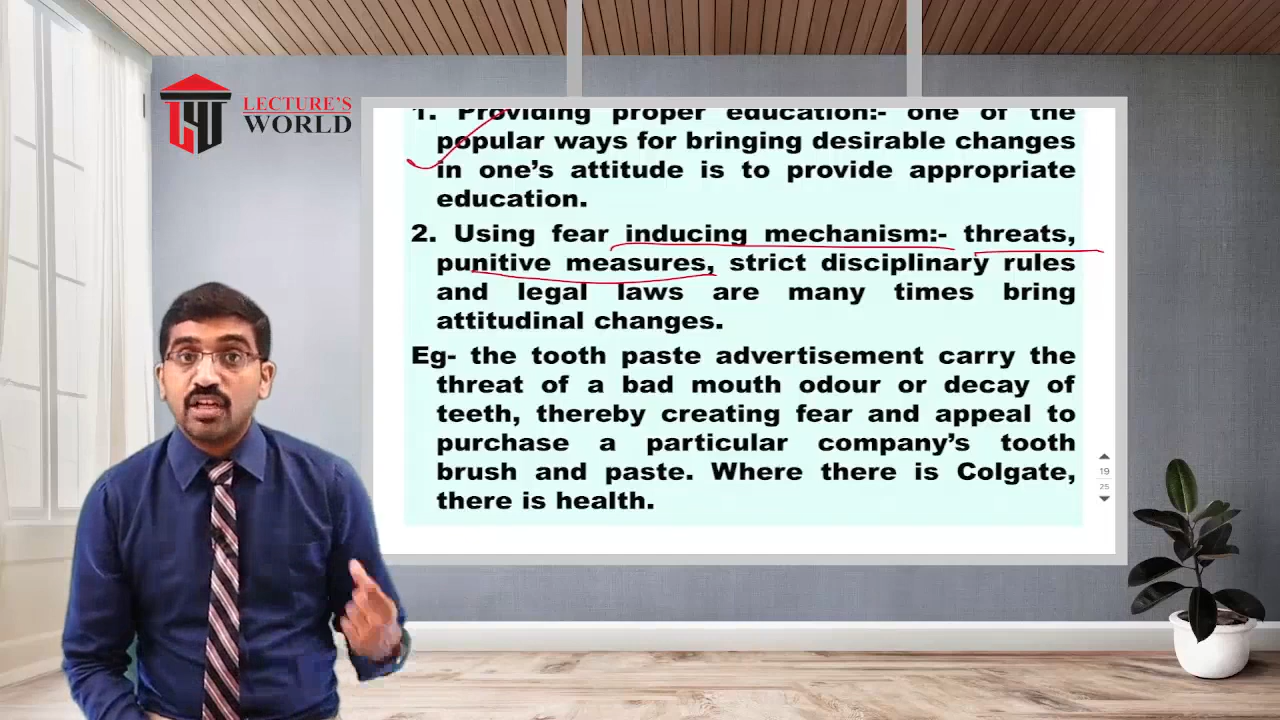 LECTURE'S
WORLD
1. Providing proper education:- one of the
popular ways for bringing desirable changes
in one's attitude is to provide appropriate
education.
2. Using fear inducing mechanism:- threats,
punitive measures, strict disciplinary rules
and legal laws are many times bring
attitudinal changes.
Eg- the tooth paste advertisement carry the
threat of a bad mouth odour or decay of
teeth, thereby creating fear and appeal to
purchase a particular company's tooth
brush and paste. Where there is Colgate,
there is health.
19
25